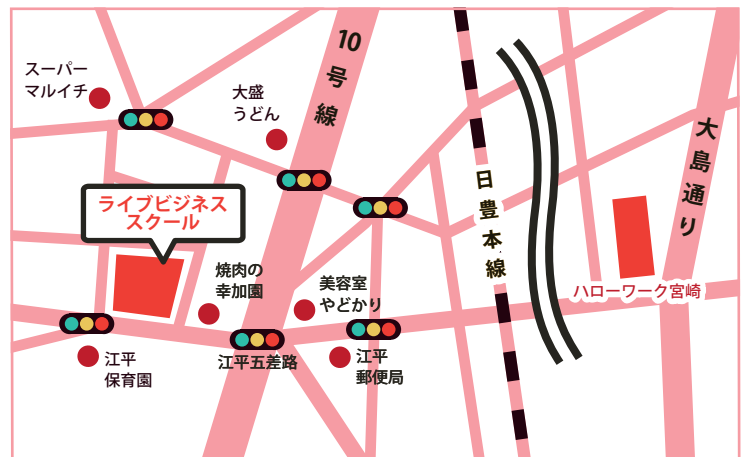 スーパー
マルイチ
大盛
うどん
10号線
大島通り
日豊本線
ライブビジネス
スクール
焼肉の
幸加園
美容室
やどかり
ハローワーク宮崎
江平五差路
江平
保育園
江平
郵便局